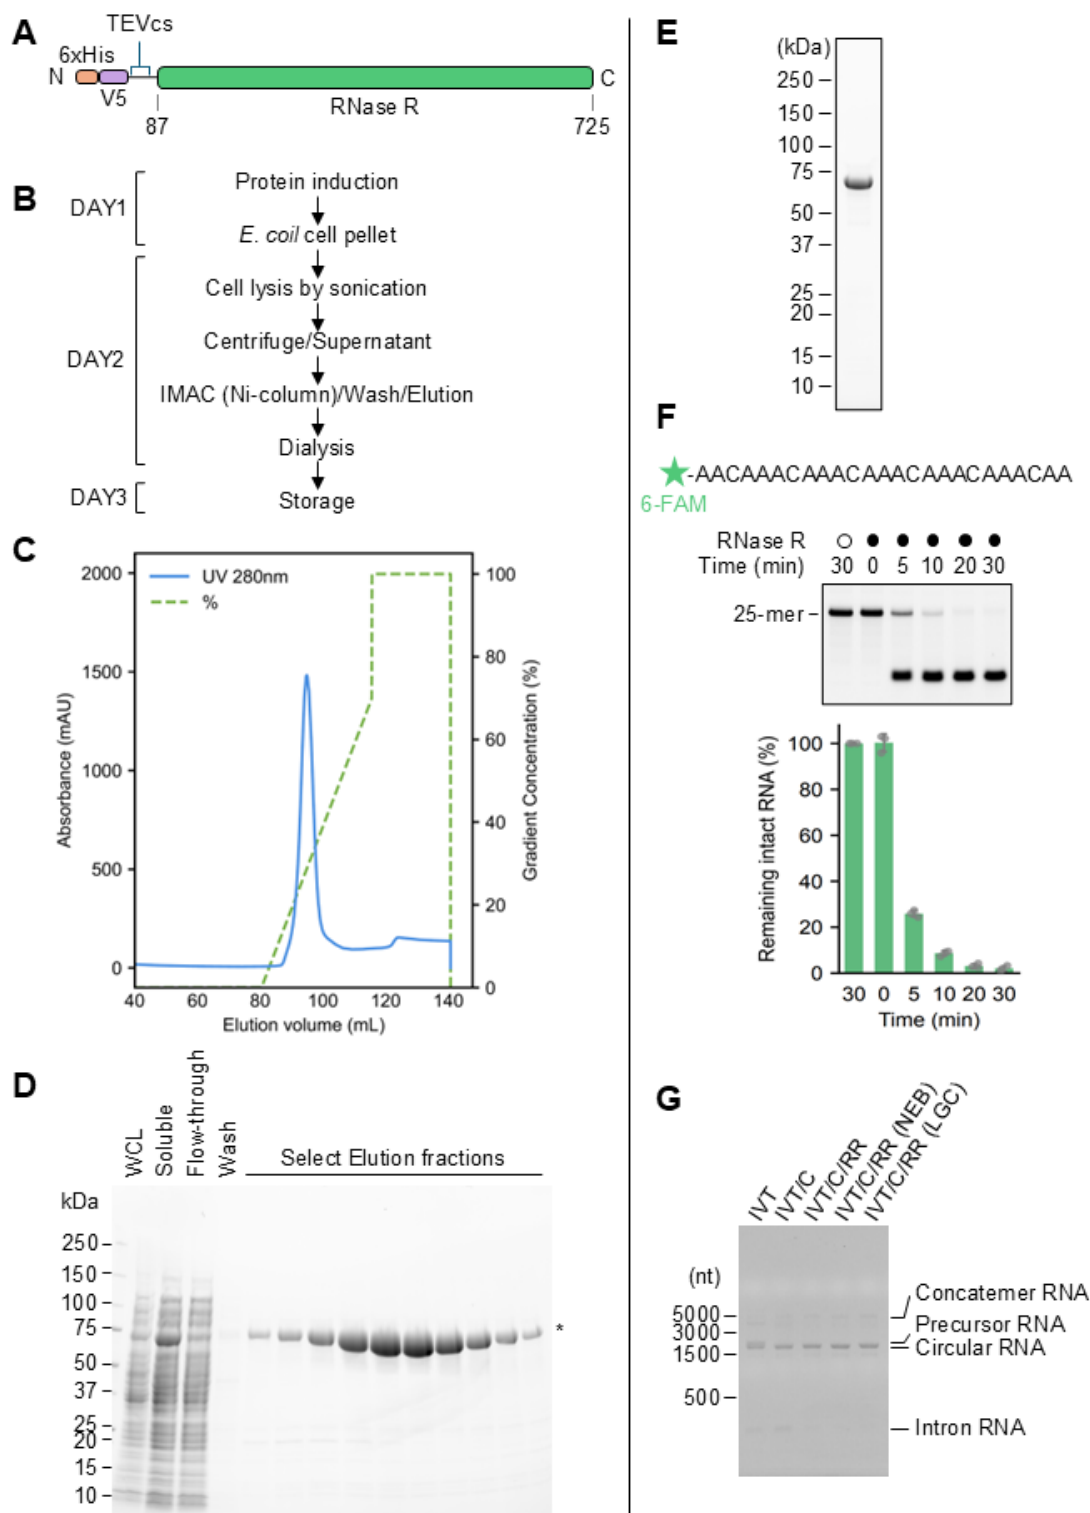 A
TEVcs
6xHis
N
C
V5
RNase R
87
725
B
DAY1
Protein induction
E. coil cell pellet
DAY2
Cell lysis by sonication
Centrifuge/Supernatant
IMAC (Ni-column)/Wash/Elution
Dialysis
DAY3
Storage
C
UV 280nm
%
Absorbance (mAU)
2000
1500
1000
500
0
Gradient Concentration (%)
100
80
60
40
20
0
40 60 80 100 120 140
Elution volume (mL)
D
WCL
Soluble
Flow-through
Wash
Select Elution fractions
kDa
250
150
100
75
*
50
37
25
20
15
10
E
(kDa)
250
150
100
75
50
37
25
20
15
10
F
-AACAAACAAACAAACAAACAAACAA
6-FAM
RNase R
Time (min) 30 0 5 10 20 30
25-mer
Remaining intact RNA (%)
100
80
60
40
20
0
30 0 5 10 20 30
Time (min)
G
IVT
IVT/C
IVT/C/RR
IVT/C/RR (NEB)
IVT/C/RR (LGC)
(nt)
5000
3000
1500
500
Concatemer RNA
Precursor RNA
Circular RNA
Intron RNA